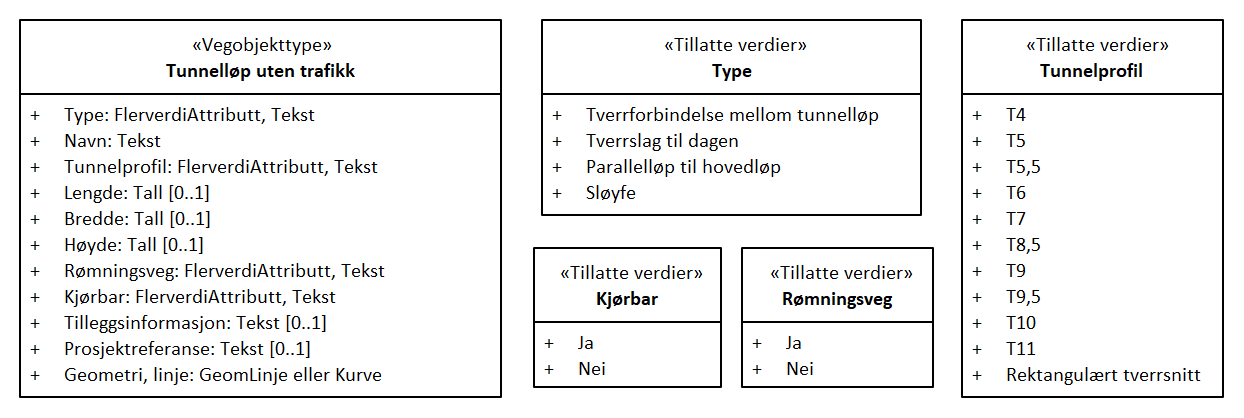 «Vegobjekttype»
Tunnelløp uten trafikk
+ Type: FlerverdiAttributt, Tekst
+ Navn: Tekst
+ Tunnelprofil: FlerverdiAttributt, Tekst
+ Lengde: Tall [0..1]
+ Bredde: Tall [0..1]
+ Høyde: Tall [0..1]
+ Rømningsveg: FlerverdiAttributt, Tekst
+ Kjørbar: FlerverdiAttributt, Tekst
+ Tilleggsinformasjon: Tekst [0..1]
+ Prosjektreferanse: Tekst [0..1]
+ Geometri, linje: GeomLinje eller Kurve
«Tillatte verdier»
Type
+ Tverrforbindelse mellom tunnelløp
+ Tverrslag til dagen
+ Parallelløp til hovedløp
+ Sløyfe
«Tillatte verdier»
Kjørbar
+ Ja
+ Nei
«Tillatte verdier»
Rømningsveg
+ Ja
+ Nei
«Tillatte verdier»
Tunnelprofil
+ T4
+ T5
+ T5,5
+ T6
+ T7
+ T8,5
+ T9
+ T9,5
+ T10
+ T11
+ Rektangulært tverrsnitt